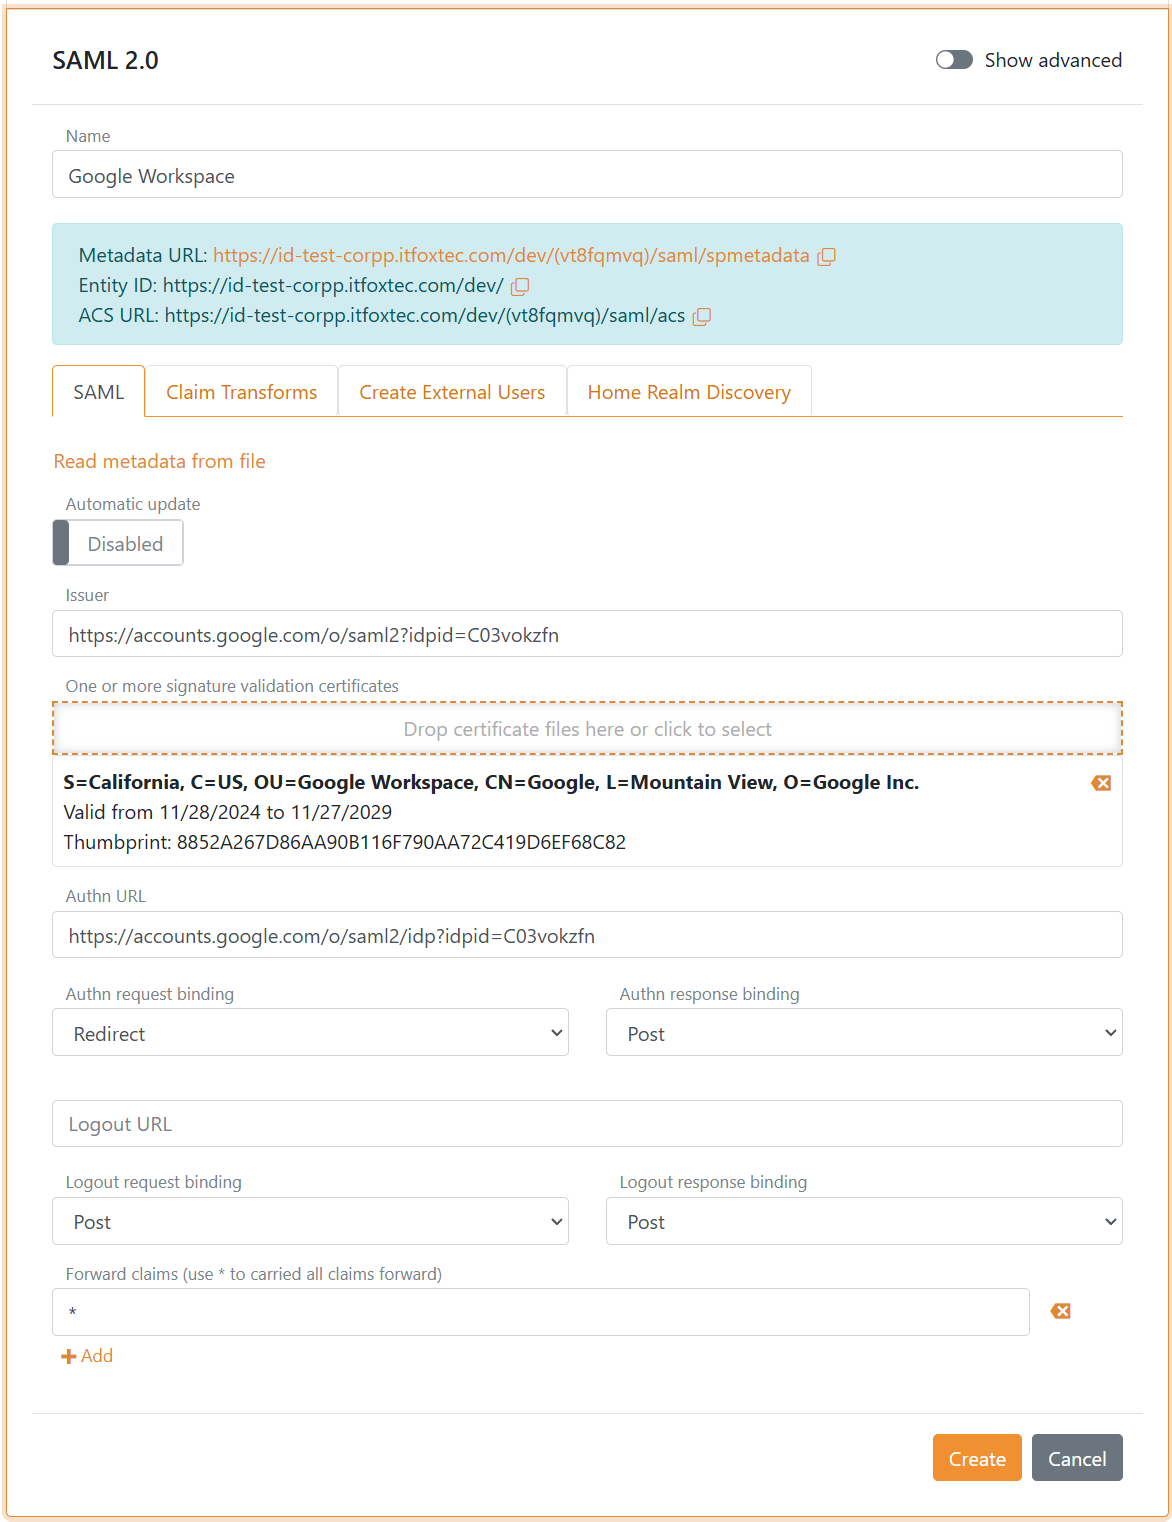 SAML 2.0
Show advanced
Name
Google Workspace
Metadata URL: https://id-test-corpp.itfoxtec.com/dev/(vt8fqmvq)/saml/spmetadata
Entity ID: https://id-test-corpp.itfoxtec.com/dev/
ACS URL: https://id-test-corpp.itfoxtec.com/dev/(vt8fqmvq)/saml/acs
SAML
Claim Transforms
Create External Users
Home Realm Discovery
Read metadata from file
Automatic update
Disabled
Issuer
https://accounts.google.com/o/saml2?idpid=C03vokzfn
One or more signature validation certificates
Drop certificate files here or click to select
S=California, C=US, OU=Google Workspace, CN=Google, L=Mountain View, O=Google Inc.
Valid from 11/28/2024 to 11/27/2029
Thumbprint: 8852A267D86AA90B116F790AA72C419D6EF68C82
Authn URL
https://accounts.google.com/o/saml2/idp?idpid=C03vokzfn
Authn request binding
Authn response binding
Redirect
Post
Logout URL
Logout request binding
Logout response binding
Post
Post
Forward claims (use * to carried all claims forward)
*
Add
Create
Cancel